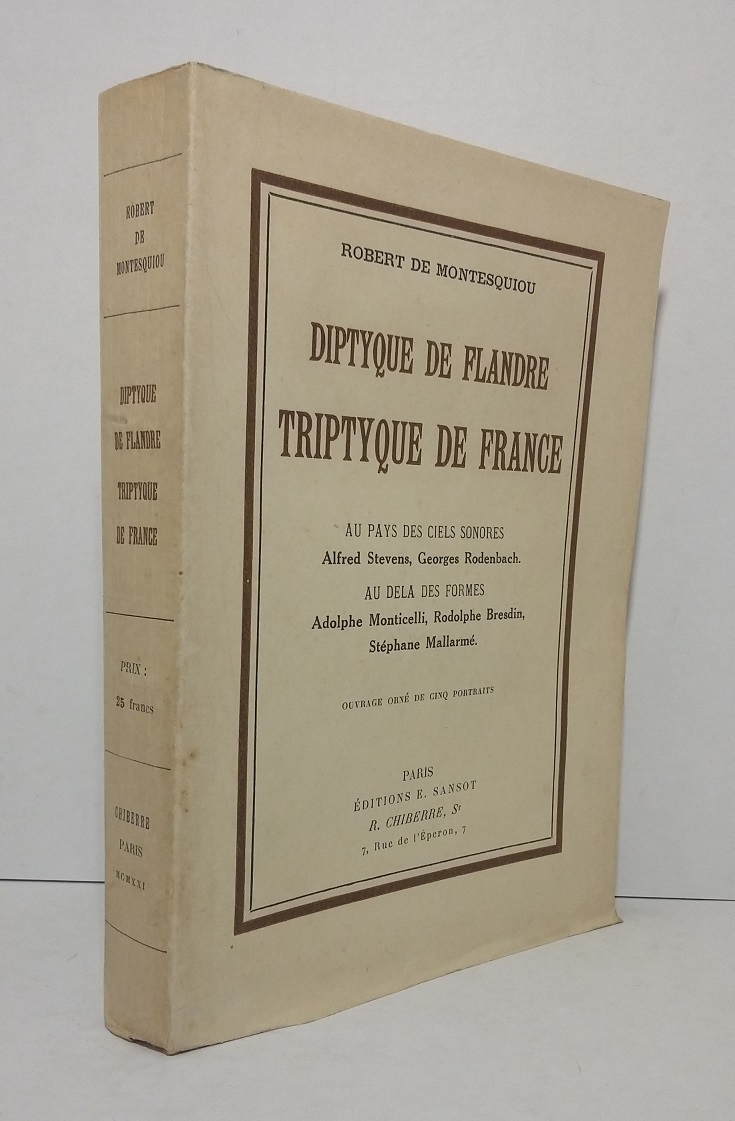 ROBERT
DE
MONTESQUIOU
DIPTYQUE
DE FLANDRE
TRIPTYQUE
DE FRANCE
PRIX :
25 francs
CHIBERRE
PARIS
MCMXXI
ROBERT DE MONTESQUIOU
DIPTYQUE DE FLANDRE
TRIPTYQUE DE FRANCE
AU PAYS DES CIELS SONORES
Alfred Stevens, Georges Rodenbach.
AU DELA DES FORMES
Adolphe Monticelli, Rodolphe Bresdin,
Stéphane Mallarmé.
OUVRAGE ORNÉ DE CINQ PORTRAITS
PARIS
ÉDITIONS E. SANSOT
R. CHIBERRE, Sr
7, Rue de l'Éperon, 7